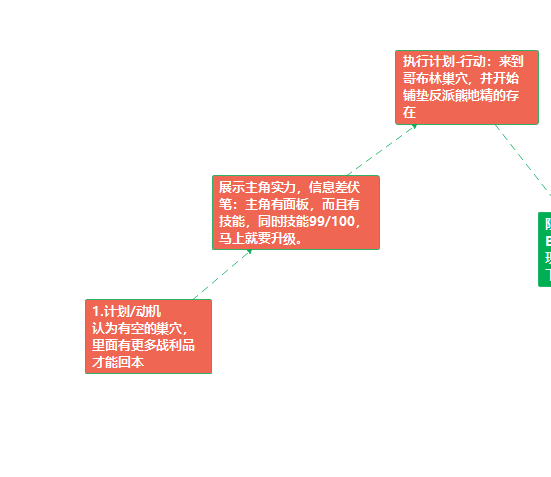 执行计划-行动：来到
哥布林巢穴，并开始
铺垫反派熊地精的存
在
展示主角实力，信息差伏
笔：主角有面板，而且有
技能，同时技能99/100，
马上就要升级。
1.计划/动机
认为有空的巢穴，
里面有更多战利品
才能回本